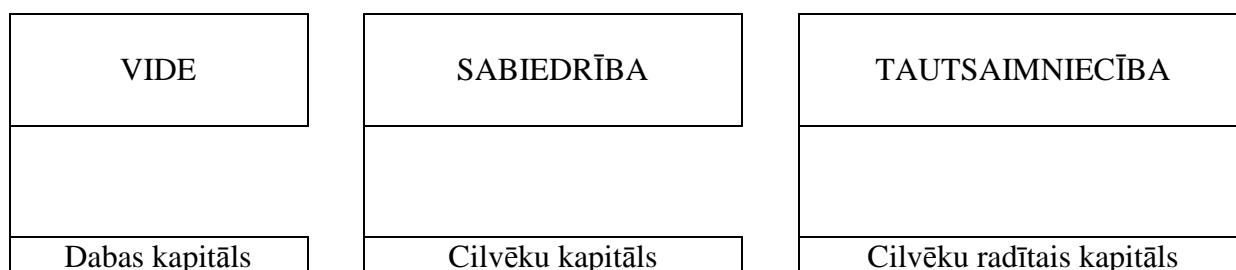 VIDE
SABIEDRĪBA
TAUTSAIMNIECĪBA
Dabas kapitāls
Cilvēku kapitāls
Cilvēku radītais kapitāls